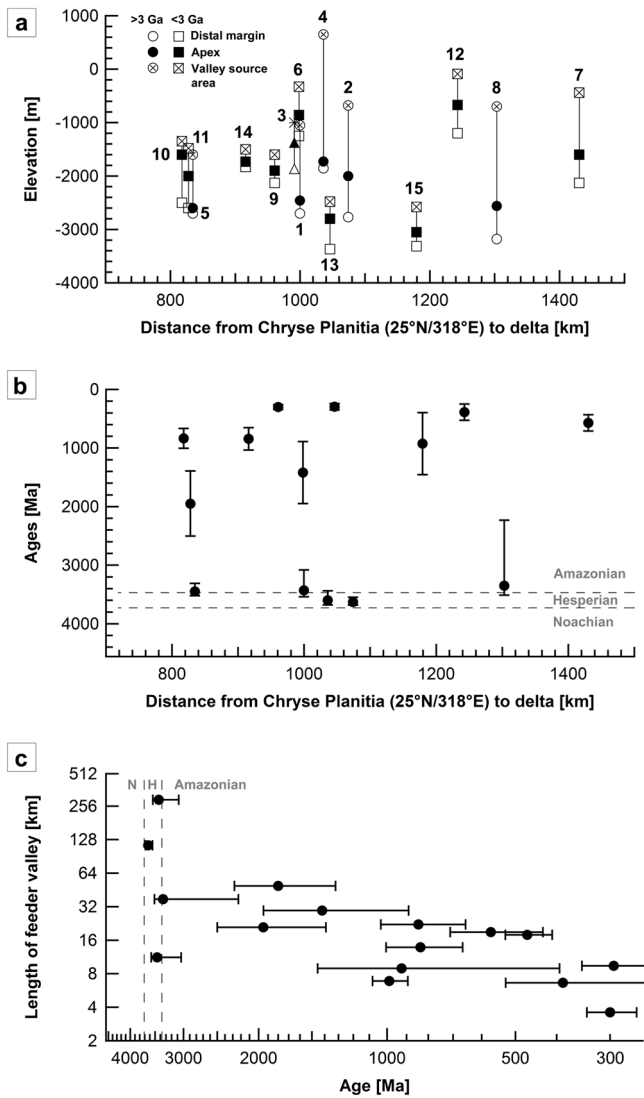 a
>3 Ga <3 Ga
Distal margin
Apex
Valley source
area
Elevation [m]
1000
0
-1000
-2000
-3000
-4000
4
12
6
2
7
3
8
11
14
10
15
9
5
1
13
800 1000 1200 1400
Distance from Chryse Planitia (25°N/318°E) to delta [km]
b
Ages [Ma]
0
1000
2000
3000
4000
Amazonian
Hesperian
Noachian
800 1000 1200 1400
Distance from Chryse Planitia (25°N/318°E) to delta [km]
c
Length of feeder valley [km]
512
256
128
64
32
16
8
4
2
N H Amazonian
4000 3000 2000 1000 500 300
Age [Ma]